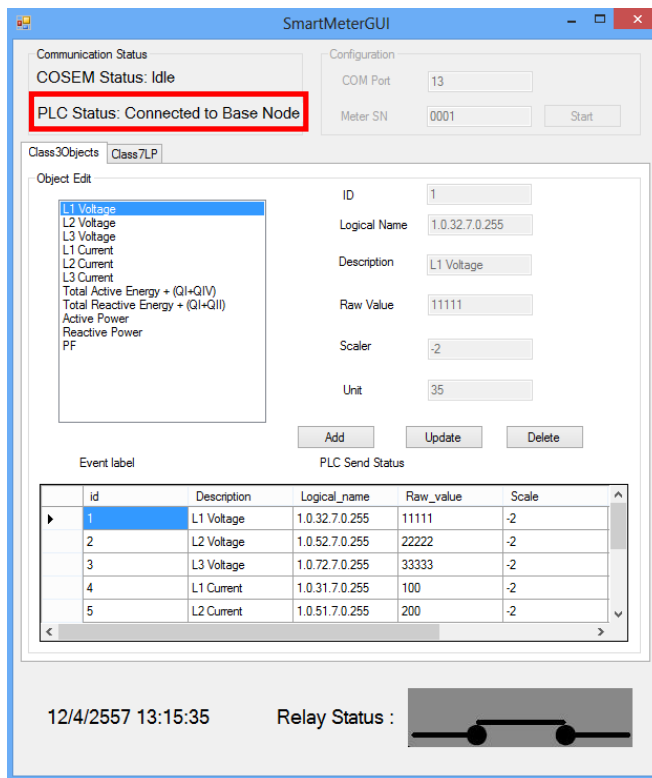 SmartMeterGUI
Communication Status
COSEM Status: Idle
PLC Status: Connected to Base Node
Configuration
COM Port 13
Meter SN 0001 Start
Class3Objects Class7LP
Object Edit
L1 Voltage
L2 Voltage
L3 Voltage
L1 Current
L2 Current
L3 Current
Total Active Energy + (QI+QIV)
Total Reactive Energy + (QI+QII)
Active Power
Reactive Power
PF
ID 1
Logical Name 1.0.32.7.0.255
Description L1 Voltage
Raw Value 11111
Scaler -2
Unit 35
Add Update Delete
Event label PLC Send Status
id Description Logical_name Raw_value Scale
1 L1 Voltage 1.0.32.7.0.255 11111 -2
2 L2 Voltage 1.0.52.7.0.255 22222 -2
3 L3 Voltage 1.0.72.7.0.255 33333 -2
4 L1 Current 1.0.31.7.0.255 100 -2
5 L2 Current 1.0.51.7.0.255 200 -2
12/4/2557 13:15:35 Relay Status :